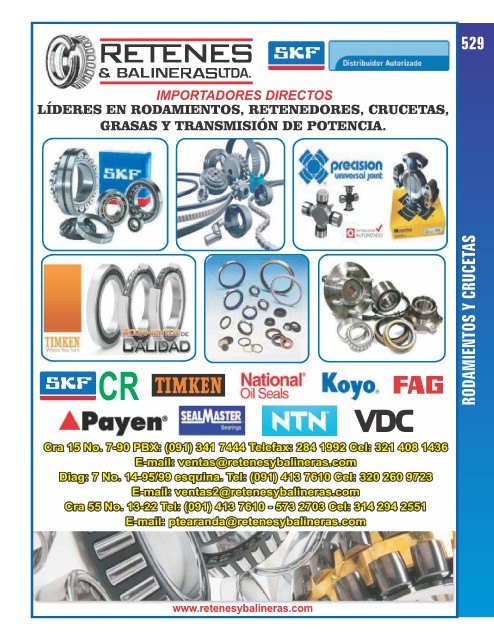 529
RETENES
& BALINERAS LTDA.
SKF
Distribuidor Autorizado
IMPORTADORES DIRECTOS
LÍDERES EN RODAMIENTOS, RETENEDORES, CRUCETAS,
GRASAS Y TRANSMISIÓN DE POTENCIA.
SKF
precision
universal joint
AUTORIZADO
TIMKEN
Where You Turn
RODAMIENTOS DE
CALIDAD
SKF CR TIMKEN National Oil Seals Koyo. FAG
Payen SEALMASTER Bearings NTN VDC
Cra 15 No. 7-90 PBX: (091) 341 7444 Telefax: 284 1992 Cel: 321 408 1436
E-mail: ventas@retenesybalineras.com
Diag: 7 No. 14-95/99 esquina. Tel: (091) 413 7610 Cel: 320 260 9723
E-mail: ventas2@retenesybalineras.com
Cra 55 No. 13-22 Tel: (091) 413 7610 - 573 2703 Cel: 314 294 2551
E-mail: ptearanda@retenesybalineras.com
www.retenesybalineras.com
RODAMIENTOS Y CRUCETAS